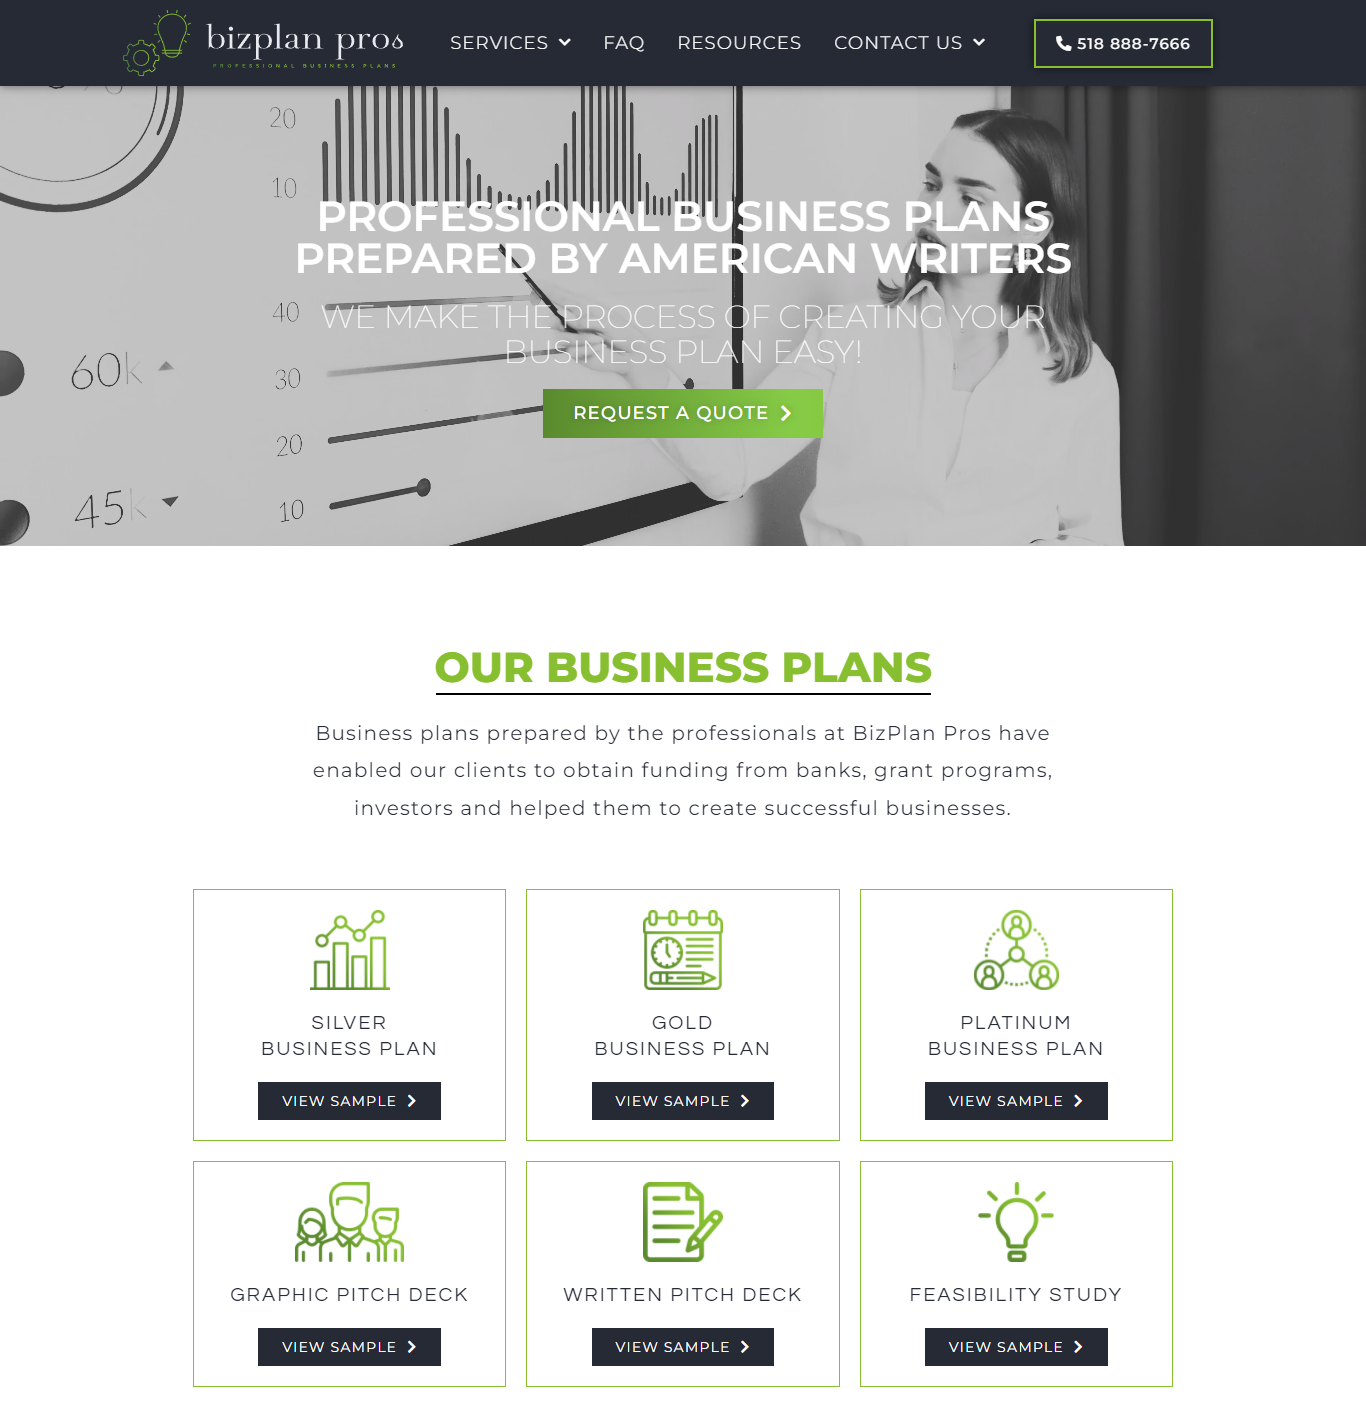 bizplan pros
PROFESSIONAL BUSINESS PLANS
SERVICES FAQ RESOURCES CONTACT US
518 888-7666
20
10
PROFESSIONAL BUSINESS PLANS
PREPARED BY AMERICAN WRITERS
40
WE MAKE THE PROCESS OF CREATING YOUR
BUSINESS PLAN EASY!
60k
30
REQUEST A QUOTE
20
45k
10
OUR BUSINESS PLANS
Business plans prepared by the professionals at BizPlan Pros have
enabled our clients to obtain funding from banks, grant programs,
investors and helped them to create successful businesses.
SILVER
BUSINESS PLAN
VIEW SAMPLE
GOLD
BUSINESS PLAN
VIEW SAMPLE
PLATINUM
BUSINESS PLAN
VIEW SAMPLE
GRAPHIC PITCH DECK
VIEW SAMPLE
WRITTEN PITCH DECK
VIEW SAMPLE
FEASIBILITY STUDY
VIEW SAMPLE